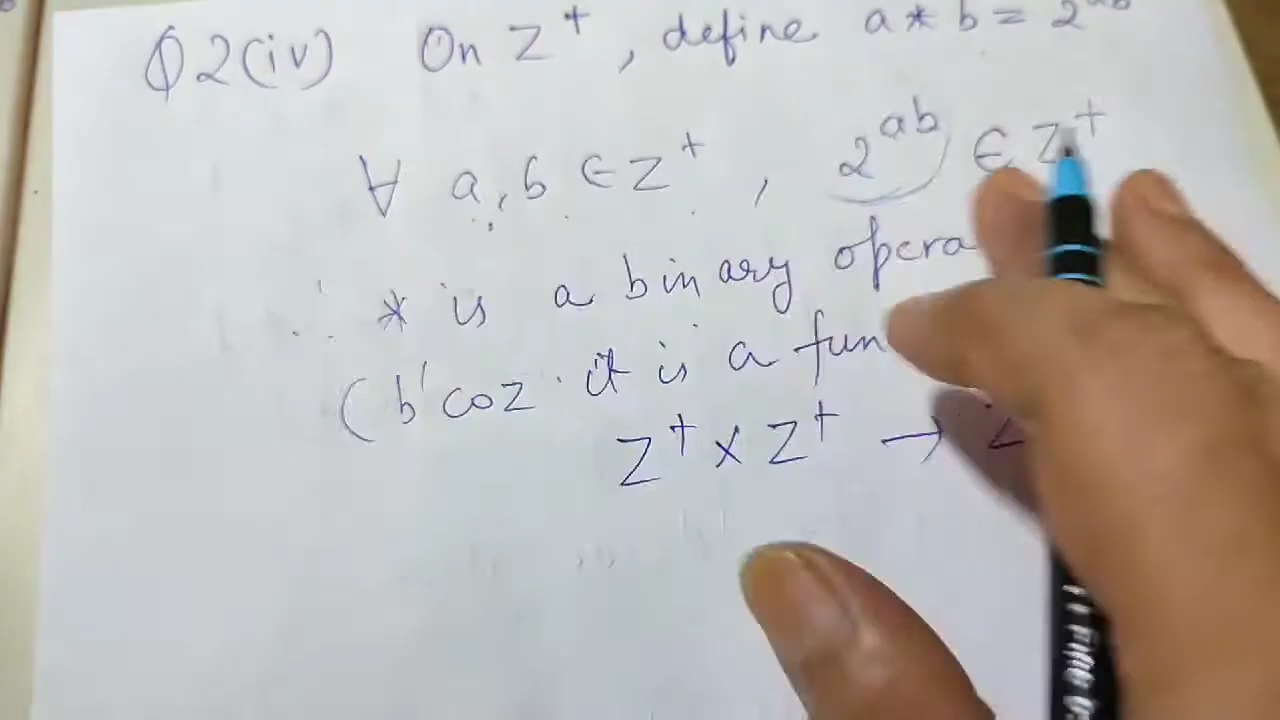 Q2(iv) On Z⁺, define a * b = 2^ab
∀ a, b ∈ Z⁺, 2^ab ∈ Z⁺
∴ * is a binary opera
(b'coz it is a fun
Z⁺ × Z⁺ → Z